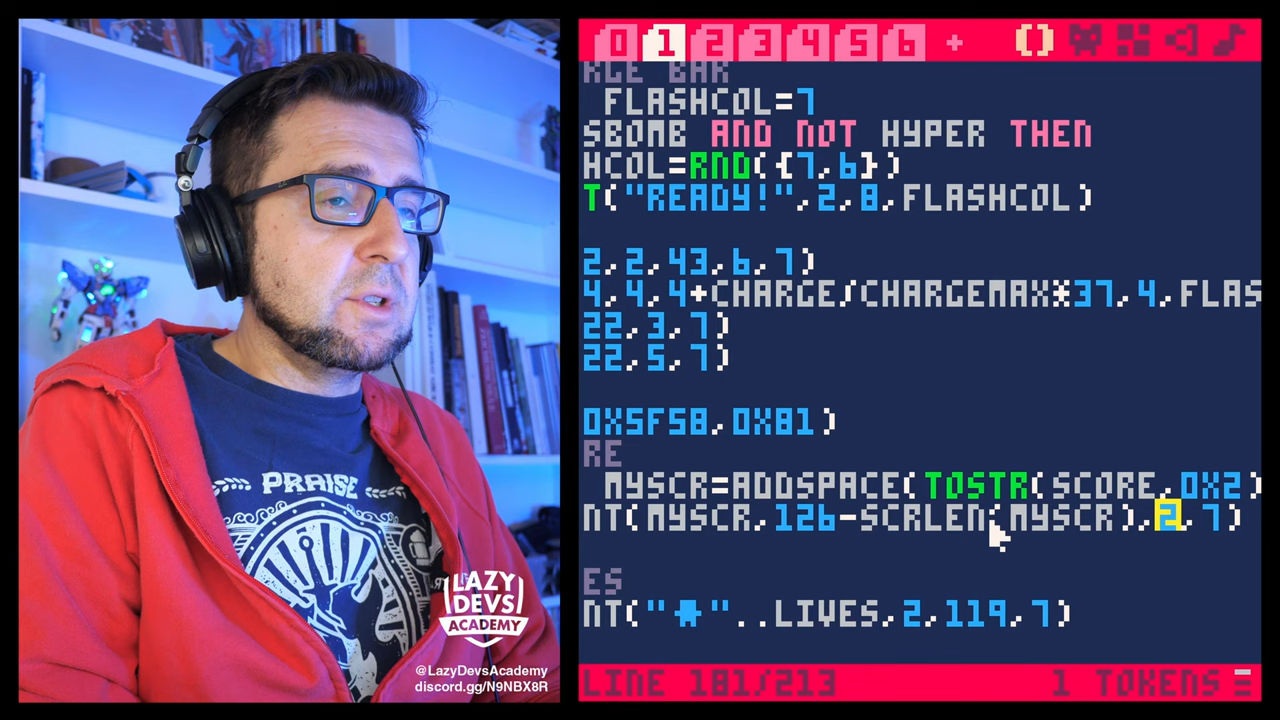 PRAISE
LAZY
DEVS
ACADEMY
@LazyDevsAcademy
discord.gg/N9NBX8R
0 1 2 3 4 5 6 + ()
RGE BAR
FLASHCOL=7
SBOMB AND NOT HYPER THEN
HCOL=RND({7,6})
T("READY!",2,8,FLASHCOL)
2,2,43,6,7)
4,4,4+CHARGE/CHARGEMAX*37,4,FLAS
22,3,7)
22,5,7)
0X5F58,0X81)
RE
MYSCR=ADDSPACE(TOSTR(SCORE,0X2)
NT(MYSCR,126-SCRLEN(MYSCR),2,7)
ES
NT("🐱"..LIVES,2,119,7)
LINE 181/213 1 TOKENS